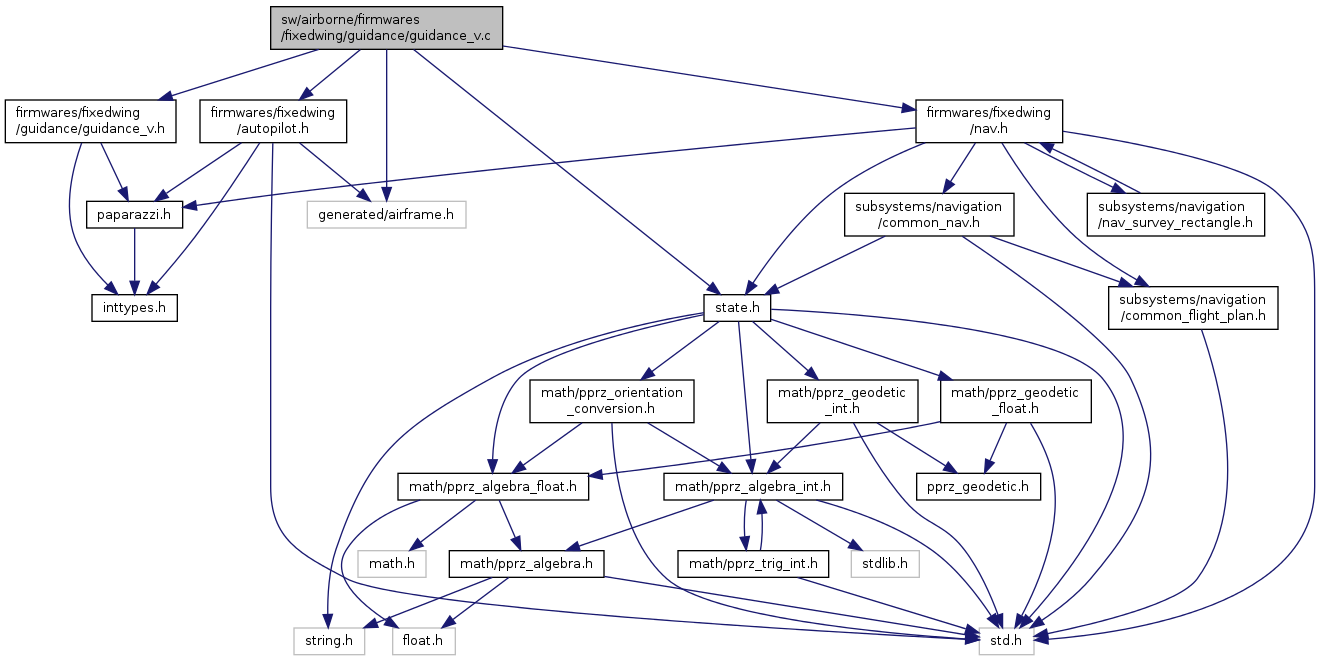 sw/airborne/firmwares
/fixedwing/guidance/guidance_v.c
firmwares/fixedwing
/guidance/guidance_v.h
firmwares/fixedwing
/autopilot.h
firmwares/fixedwing
/nav.h
paparazzi.h
generated/airframe.h
subsystems/navigation
/common_nav.h
subsystems/navigation
/nav_survey_rectangle.h
inttypes.h
state.h
subsystems/navigation
/common_flight_plan.h
math/pprz_orientation
_conversion.h
math/pprz_geodetic
_int.h
math/pprz_geodetic
_float.h
math/pprz_algebra_float.h
math/pprz_algebra_int.h
pprz_geodetic.h
math.h
math/pprz_algebra.h
math/pprz_trig_int.h
stdlib.h
string.h
float.h
std.h